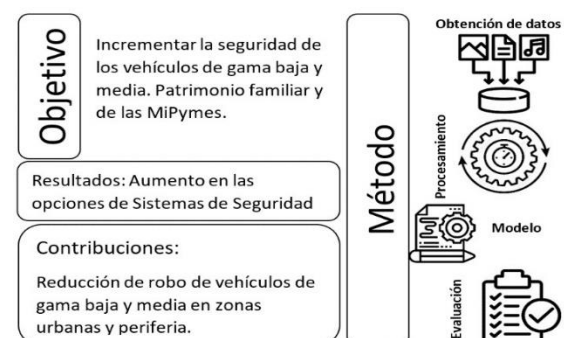 Objetivo
Incrementar la seguridad de
los vehículos de gama baja y
media. Patrimonio familiar y
de las MiPymes.
Resultados: Aumento en las
opciones de Sistemas de Seguridad
Contribuciones:
Reducción de robo de vehículos de
gama baja y media en zonas
urbanas y periferia.
Método
Obtención de datos
Procesamiento
Modelo
Evaluación